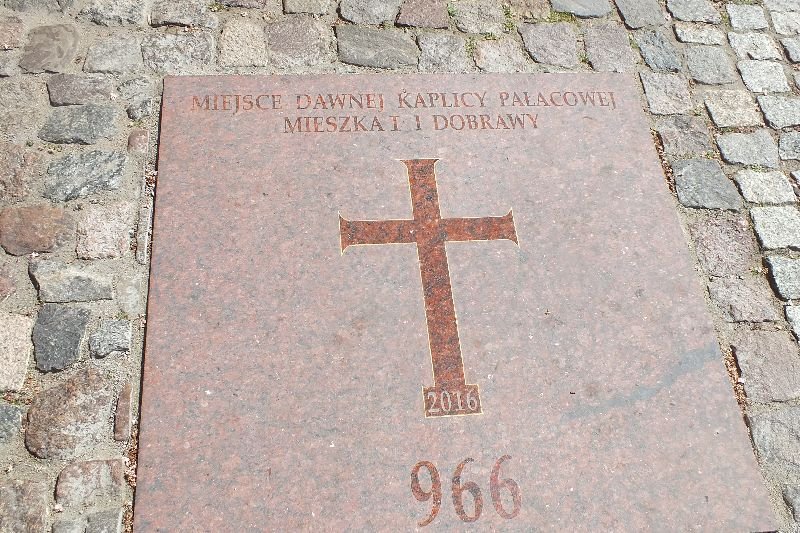 MIEJSCE DAWNEJ KAPLICY PAŁACOWEJ
MIESZKA I I DOBRAWY
2016
966